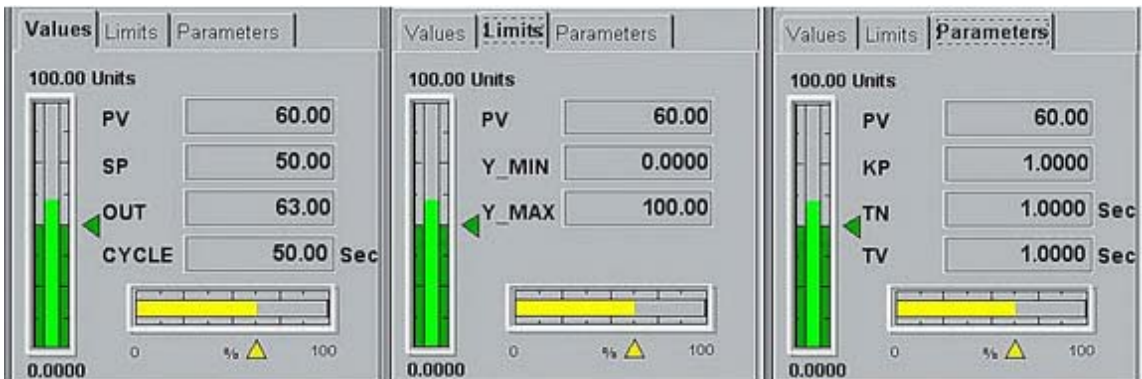 Values Limits Parameters
100.00 Units
PV 60.00
SP 50.00
OUT 63.00
CYCLE 50.00 Sec
0 % 100
0.0000
Values Limits Parameters
100.00 Units
PV 60.00
Y_MIN 0.0000
Y_MAX 100.00
0 % 100
0.0000
Values Limits Parameters
100.00 Units
PV 60.00
KP 1.0000
TN 1.0000 Sec
TV 1.0000 Sec
0 % 100
0.0000